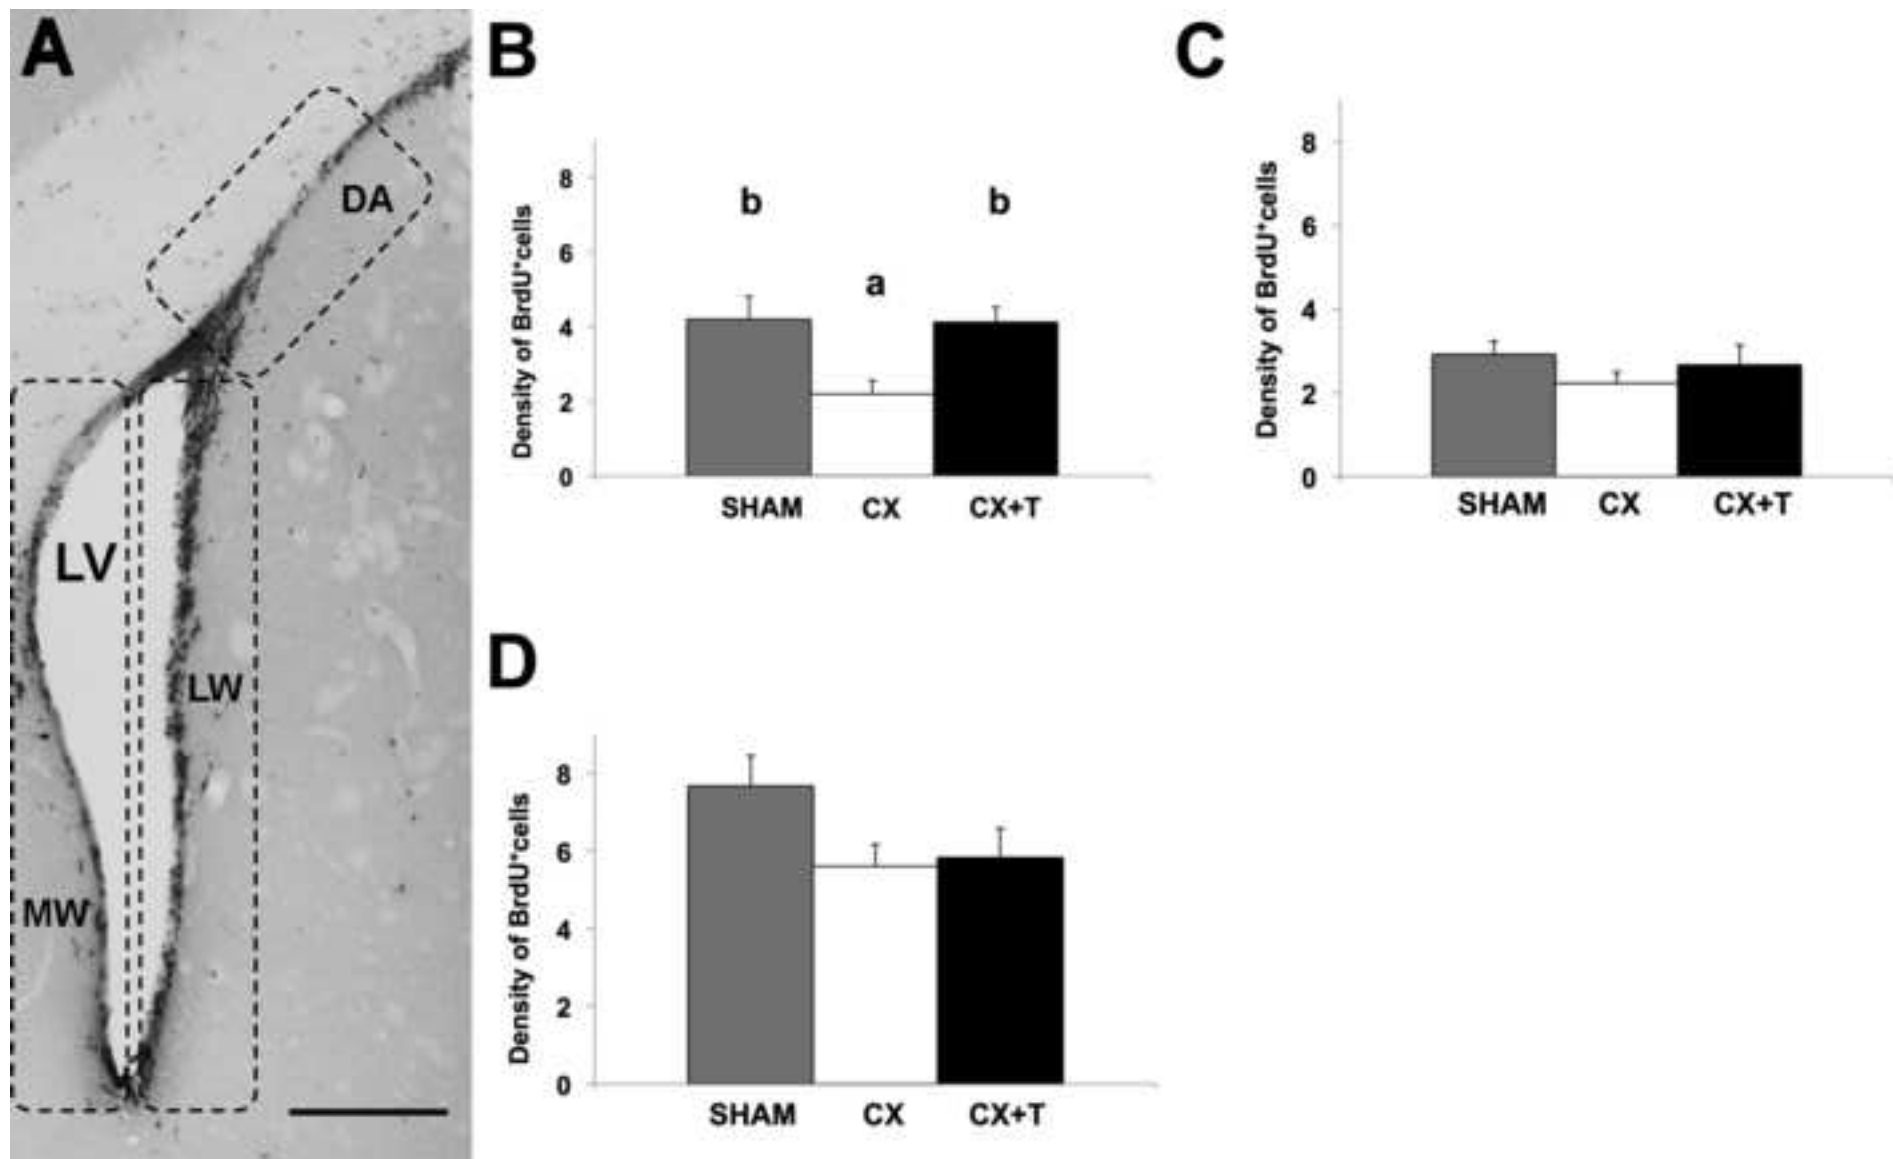 A
DA
LV
LW
MW
B
Density of BrdU⁺cells
8
6
4
2
0
b
a
b
SHAM CX CX+T
C
Density of BrdU⁺cells
8
6
4
2
0
SHAM CX CX+T
D
Density of BrdU⁺cells
8
6
4
2
0
SHAM CX CX+T